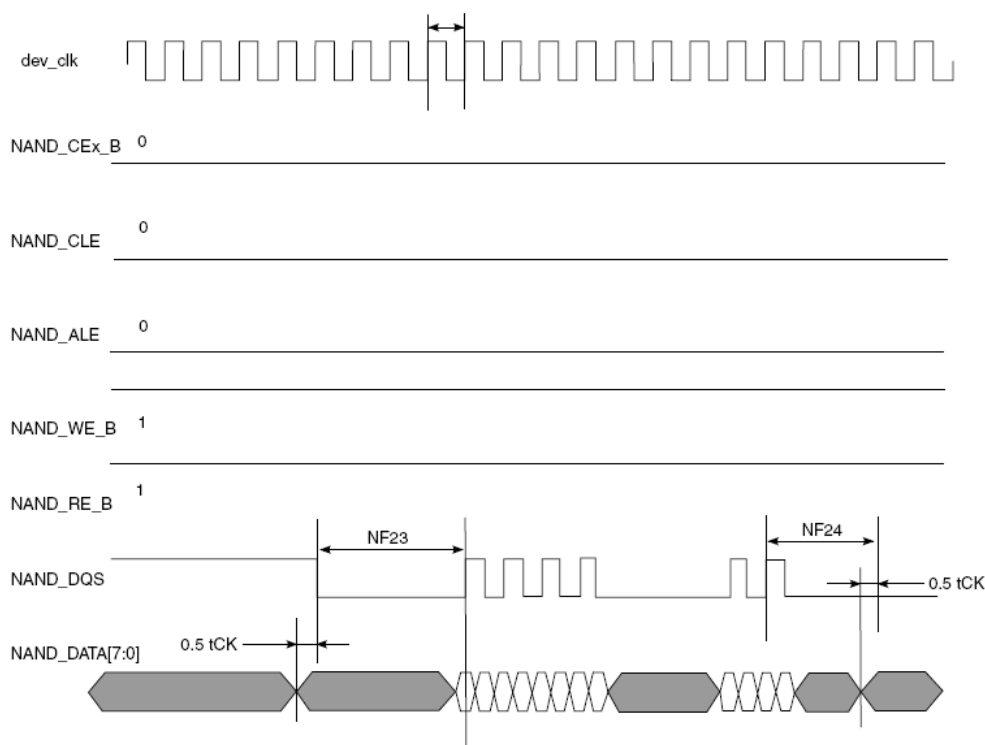 dev_clk
NAND_CEx_B 0
NAND_CLE 0
NAND_ALE 0
NAND_WE_B 1
NAND_RE_B 1
NF23
NF24
NAND_DQS
0.5 tCK
0.5 tCK
NAND_DATA[7:0]